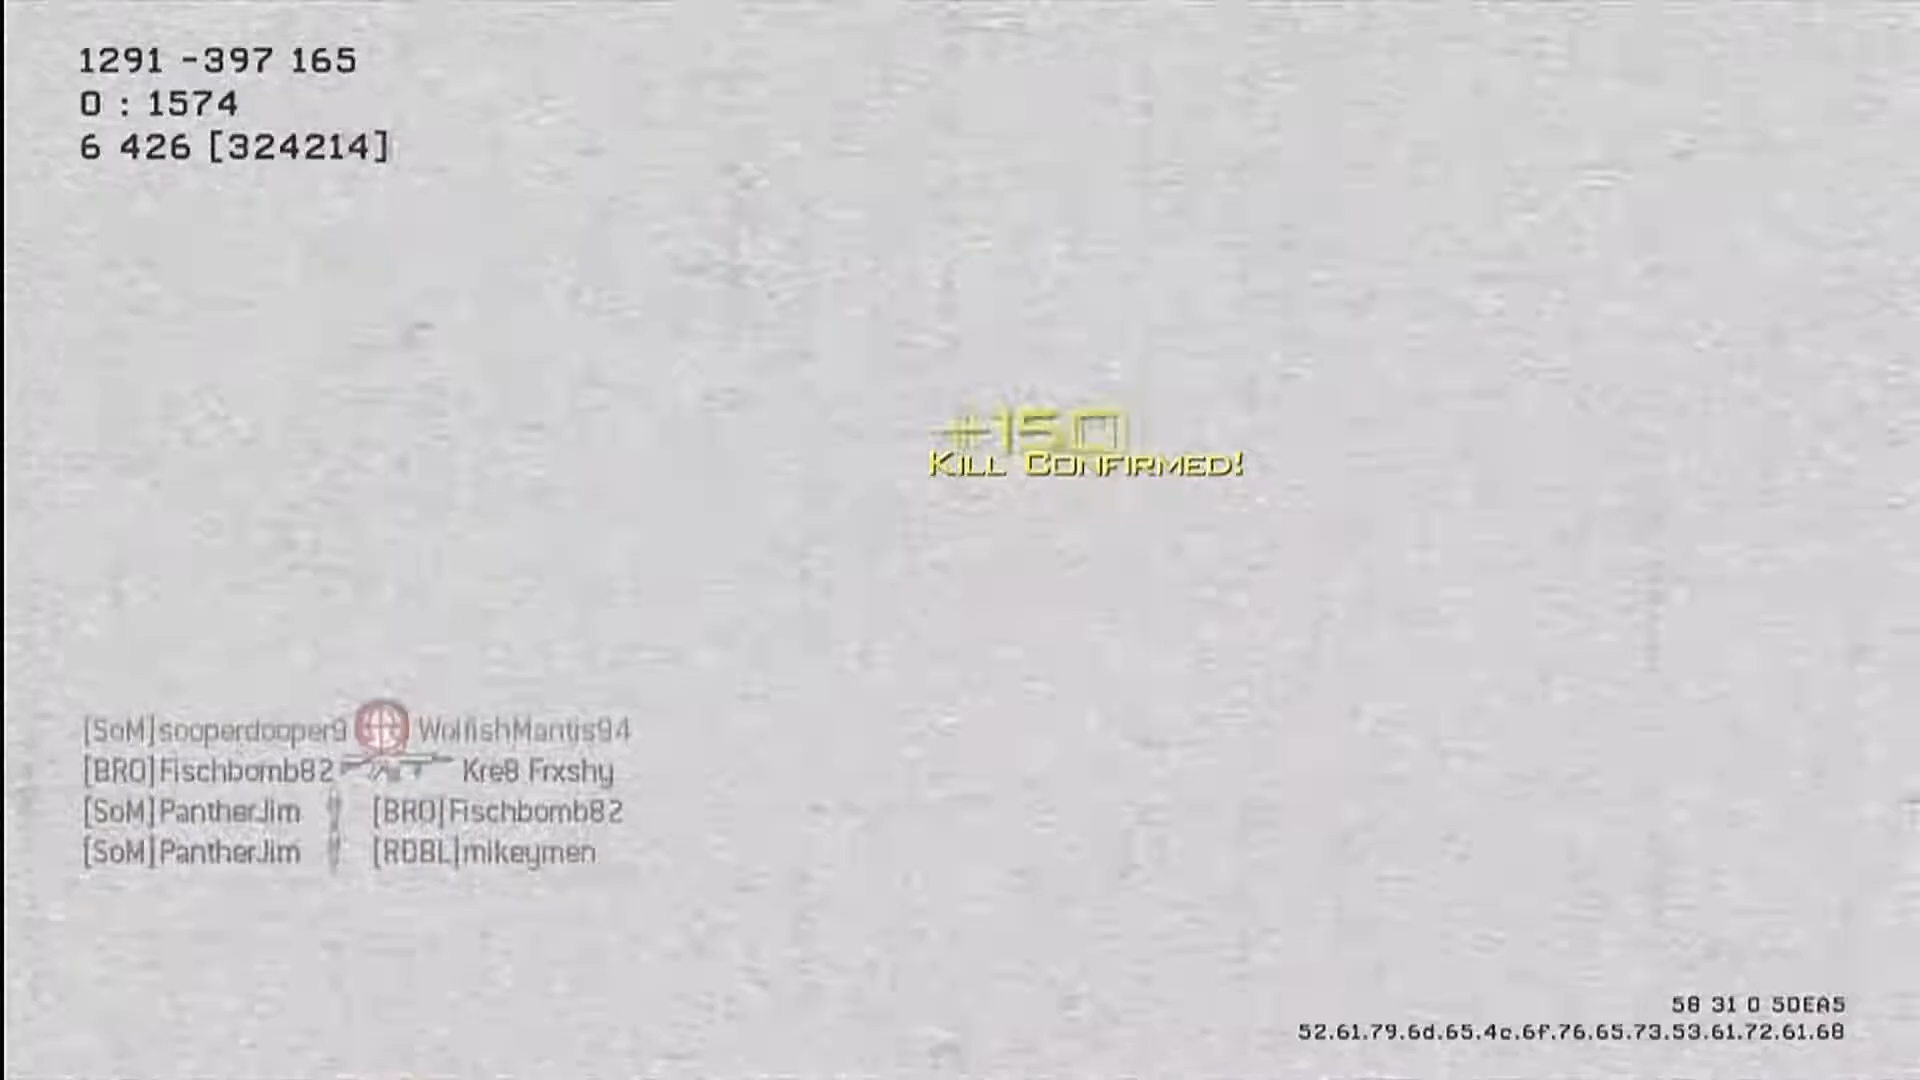 1291 -397 165
0 : 1574
6 426 [324214]
+150
KILL CONFIRMED!
[SoM]sooperdooper9 WolfishMantis94
[BRO]Fischbomb82 Kre8 Frxshy
[SoM]PantherJim [BRO]Fischbomb82
[SoM]PantherJim [RDBL]mikeymen
58 31 0 5DEA5
52.61.79.6d.65.4c.6f.76.65.73.53.61.72.61.68